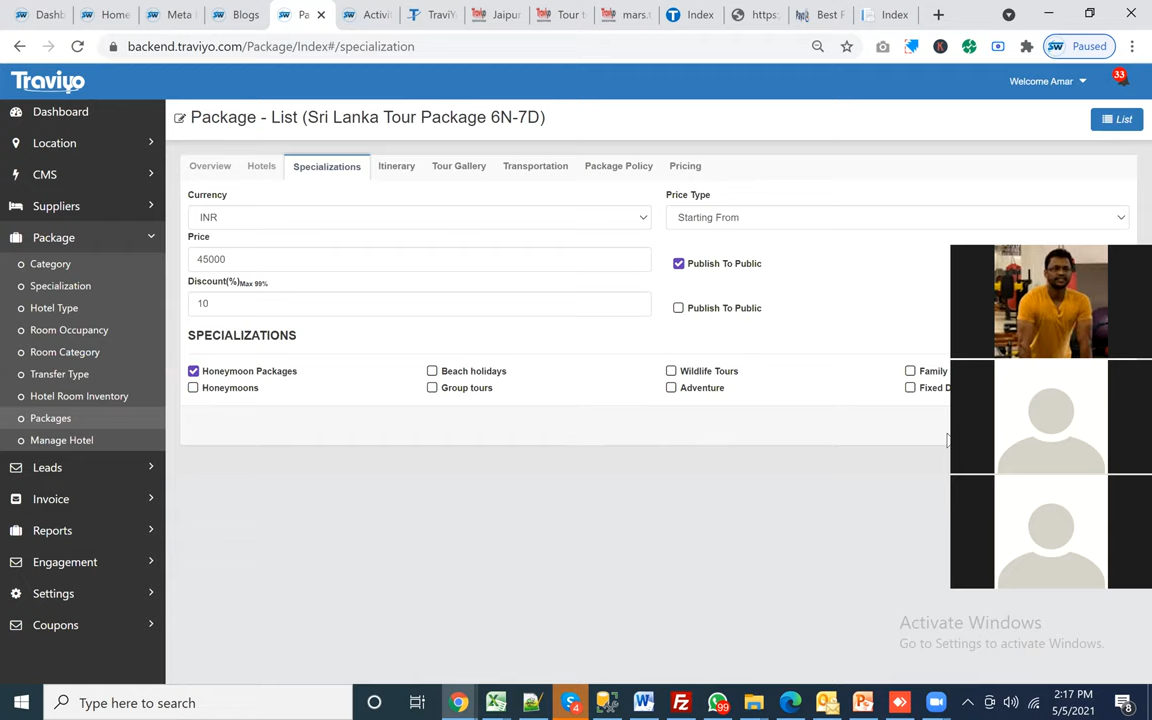 Dashb
Home
Meta
Blogs
Pa
Activit
TraviY
Jaipur
Tour t
mars.t
Index
https:
Best F
Index
backend.traviyo.com/Package/Index#/specialization
Paused
Traviyo
Welcome Amar
33
Dashboard
Location
CMS
Suppliers
Package
Category
Specialization
Hotel Type
Room Occupancy
Room Category
Transfer Type
Hotel Room Inventory
Packages
Manage Hotel
Leads
Invoice
Reports
Engagement
Settings
Coupons
Package - List (Sri Lanka Tour Package 6N-7D)
List
Overview Hotels Specializations Itinerary Tour Gallery Transportation Package Policy Pricing
Currency
INR
Price Type
Starting From
Price
45000
Publish To Public
Discount(%)Max 99%
10
Publish To Public
SPECIALIZATIONS
Honeymoon Packages Beach holidays Wildlife Tours Family
Honeymoons Group tours Adventure Fixed D
Activate Windows
Go to Settings to activate Windows.
Type here to search
4
99
2:17 PM
5/5/2021
8